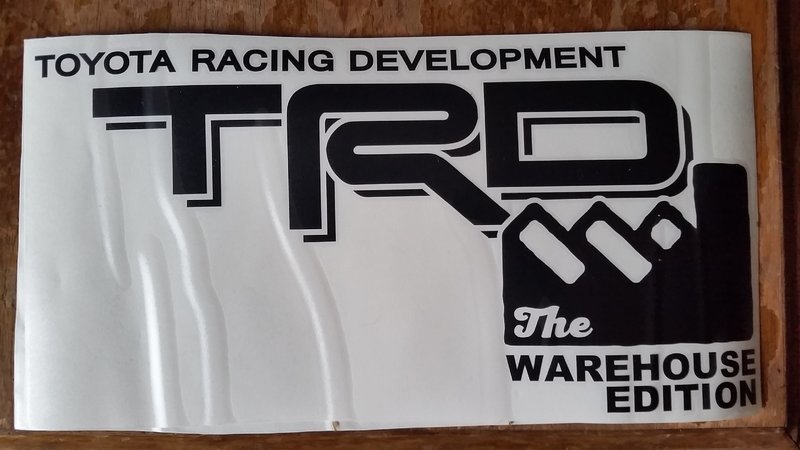 TOYOTA RACING DEVELOPMENT
TRD
The
WAREHOUSE
EDITION